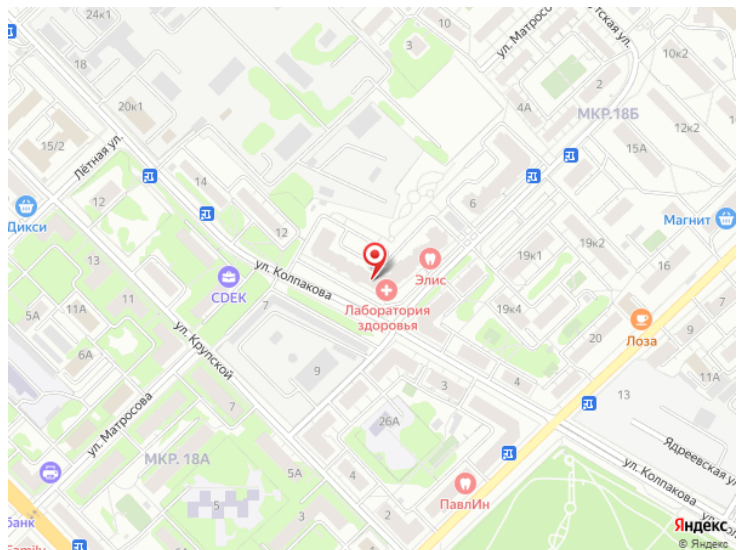 24к1
10
ул. Матросо
тская ул.
3
18
10к2
2
20к1
4А
МКР. 18Б
12к2
15А
15/2
Лётная ул.
14
6
12
12
Дикси
Магнит
13
19к1
19к2
16
Элис
ул. Колпакова
CDEK
7
Лаборатория
здоровья
11А
5А
19к4
20
9
Лоза
6А
ул. Крупской
9
11А
3
4
13
7
ул. Матросова
26А
Ядреевская ул
МКР. 18А
5А
4
ул. Колпакова
ПавлИн
5
2
банк
Family
Яндекс
© Яндекс